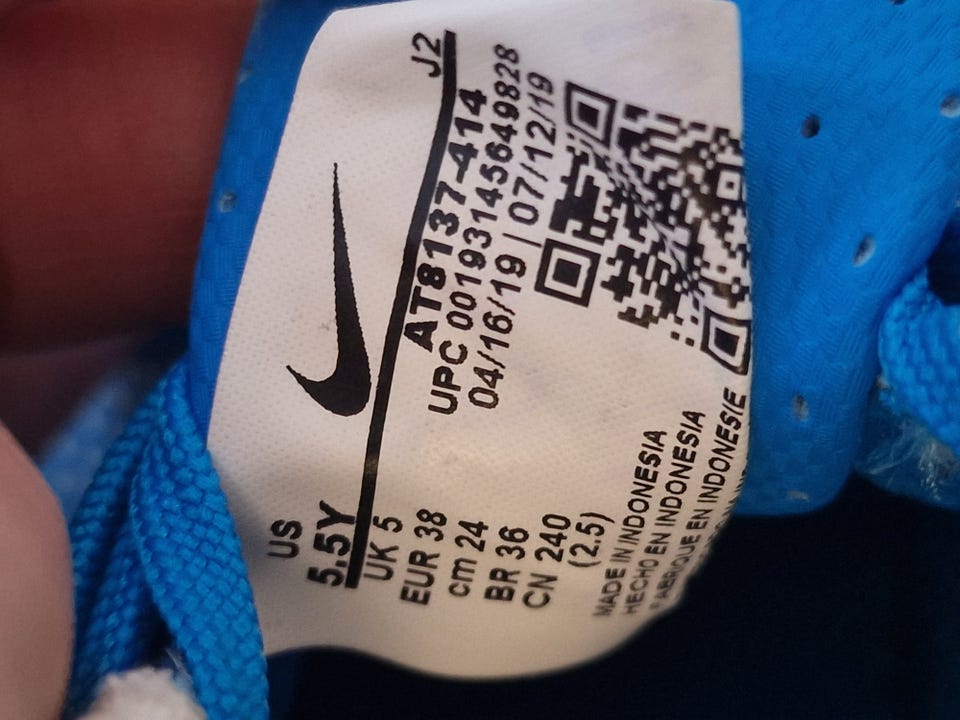 J2
US
5.5Y
AT8137-414
UPC 00193145649828
04/16/19 | 07/12/19
UK 5
EUR 38
cm 24
BR 36
CN 240
(2.5)
MADE IN INDONESIA
HECHO EN INDONESIA
FABRIQUE EN INDONESIE